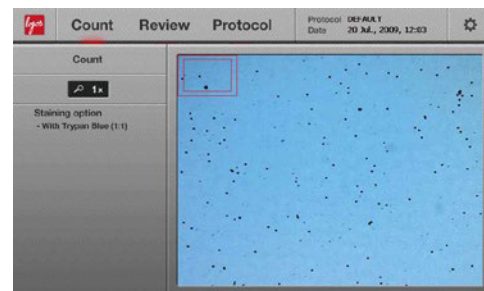 logos
Count Review Protocol
Protocol DEFAULT
Date 20 Jul., 2009, 12:03
Count
1x
Staining option
- With Trypan Blue (1:1)